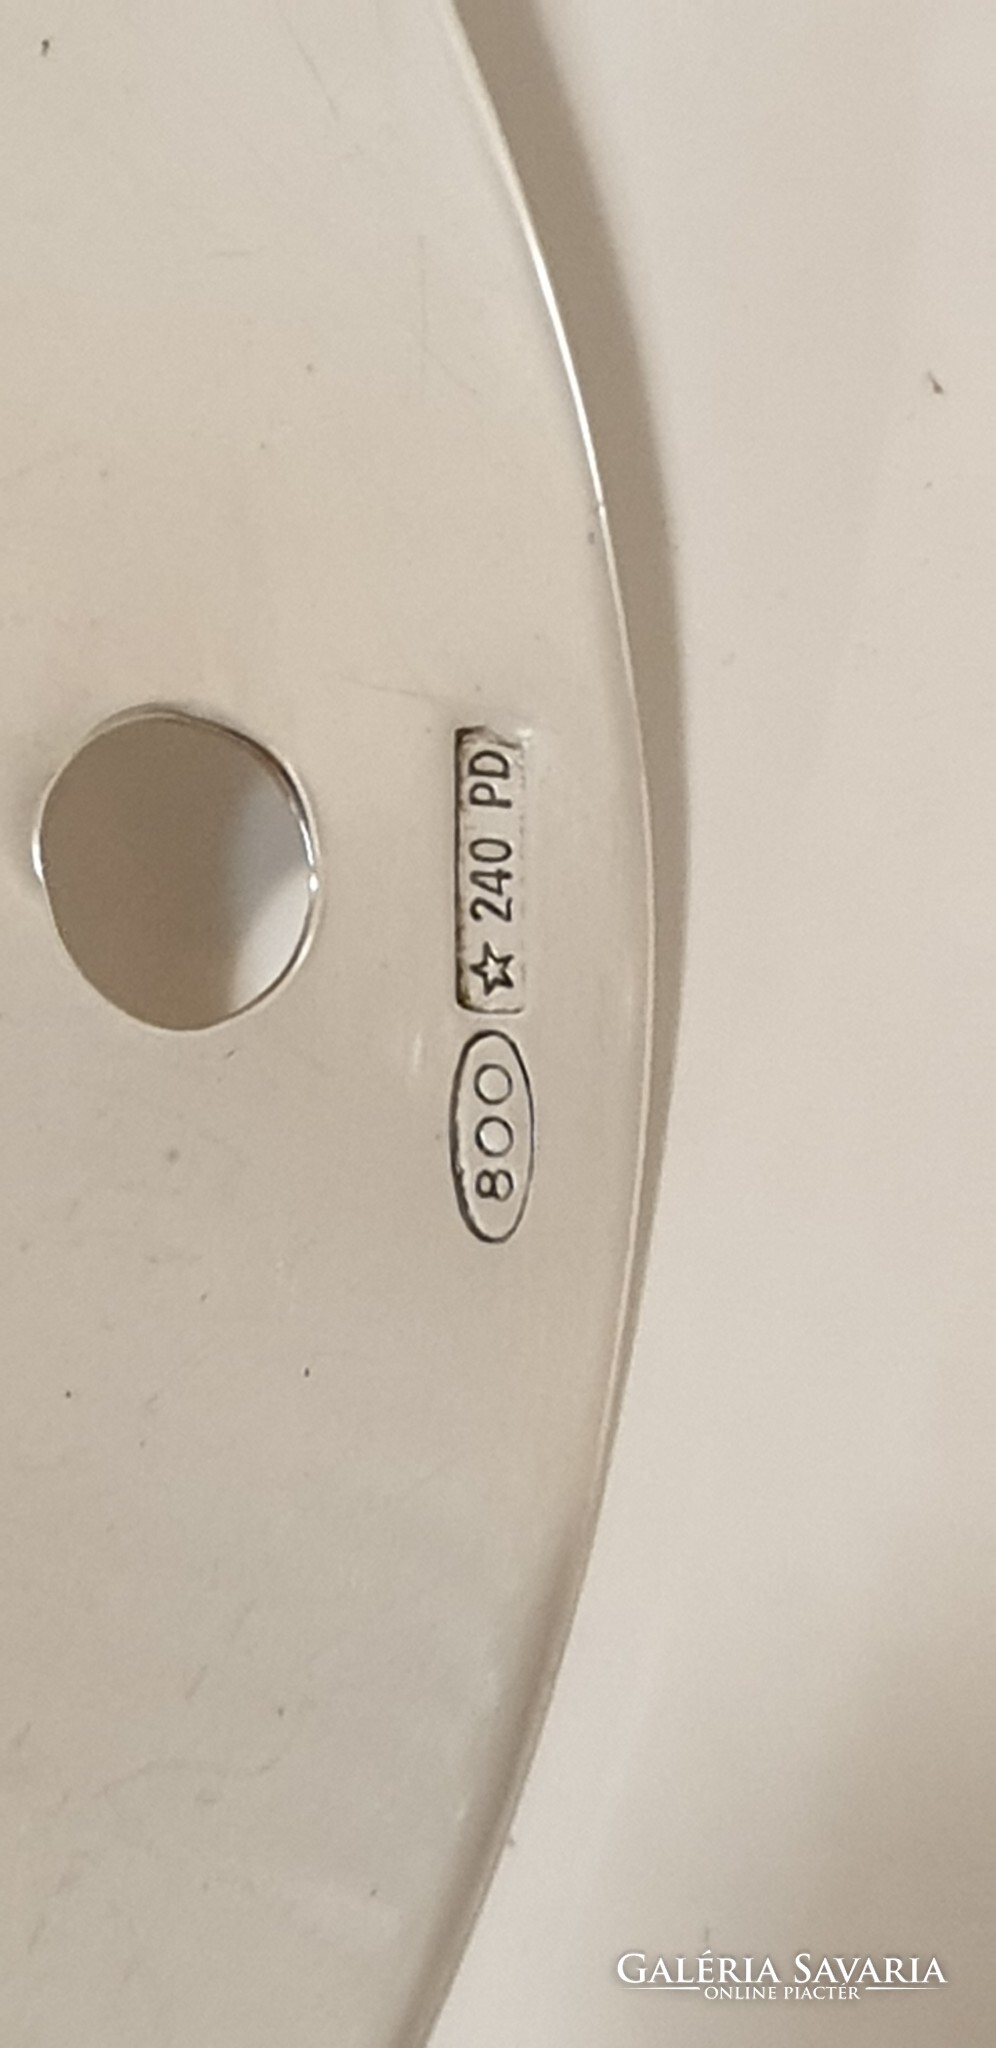 ☆ 240 PD
800
GALÉRIA SAVARIA
ONLINE PIACTÉR